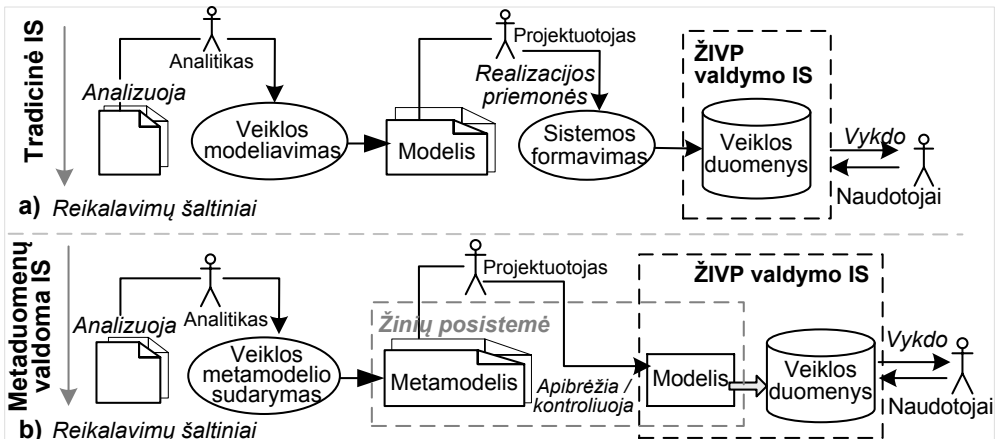 Tradicinė IS
Analizuoja
Analitikas
Veiklos
modeliavimas
Modelis
Projektuotojas
Realizacijos
priemonės
Sistemos
formavimas
ŽIVP
valdymo IS
Veiklos
duomenys
Vykdo
Naudotojai
a) Reikalavimų šaltiniai
Metaduomenų
valdoma IS
Analizuoja
Analitikas
Veiklos
metamodelio
sudarymas
Žinių posistemė
Metamodelis
Projektuotojas
Apibrėžia /
kontroliuoja
ŽIVP valdymo IS
Modelis
Veiklos
duomenys
Vykdo
Naudotojai
b) Reikalavimų šaltiniai